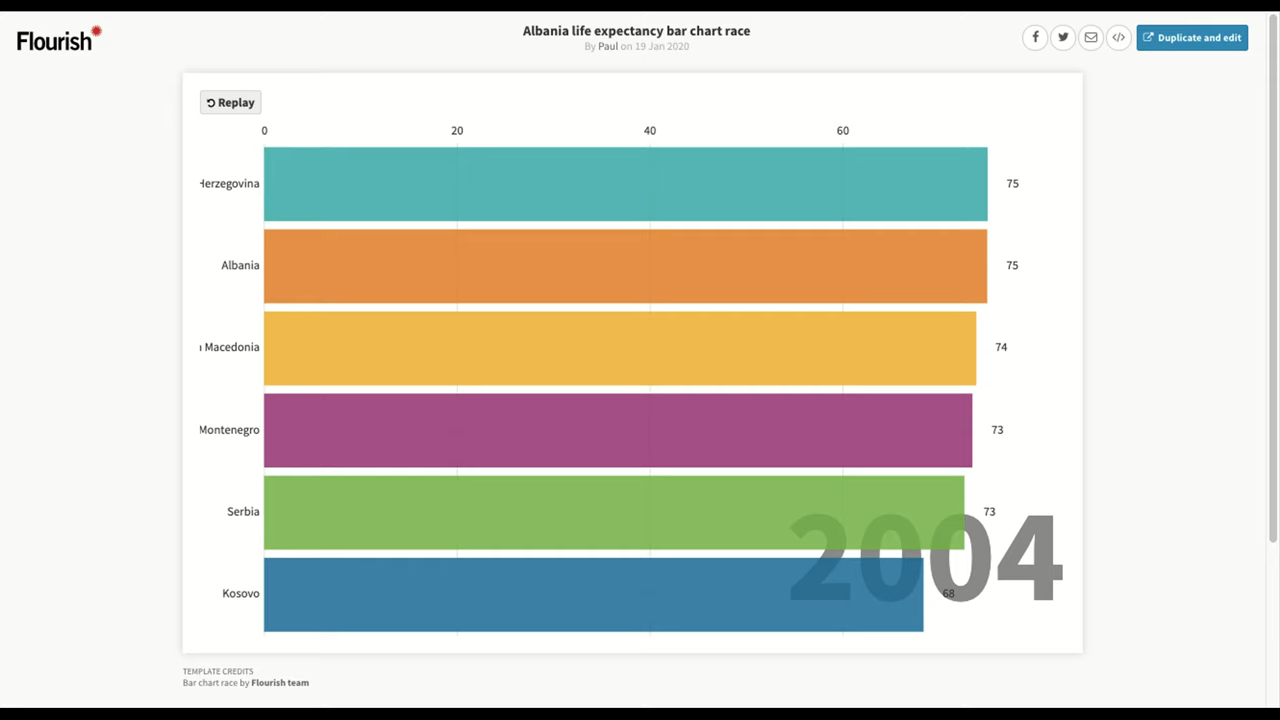 Flourish
Albania life expectancy bar chart race
By Paul on 19 Jan 2020
Duplicate and edit
Replay
0 20 40 60
Herzegovina 75
Albania 75
Macedonia 74
Montenegro 73
Serbia 73
2004
Kosovo 68
TEMPLATE CREDITS
Bar chart race by Flourish team